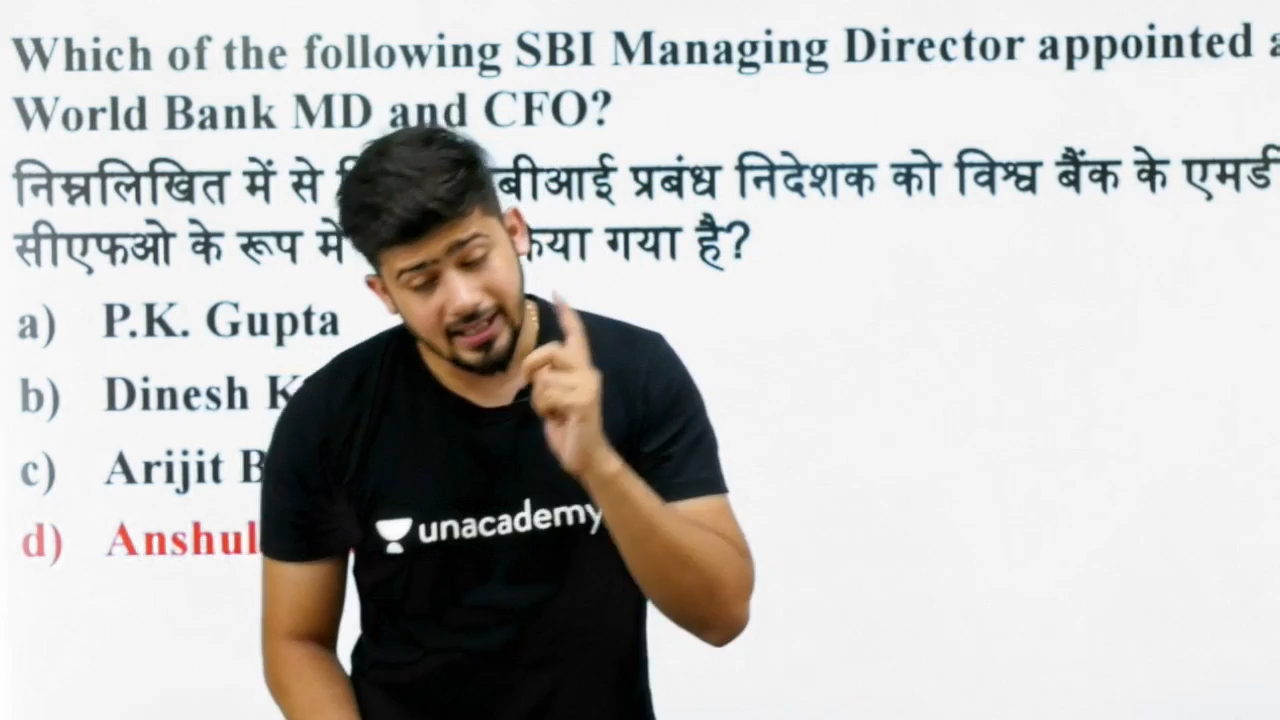 Which of the following SBI Managing Director appointed
World Bank MD and CFO?
निम्नलिखित में से बीआई प्रबंध निदेशक को विश्व बैंक के एमडी
सीएफओ के रूप में किया गया है?
a) P.K. Gupta
b) Dinesh
c) Arijit
d) Anshul
unacademy